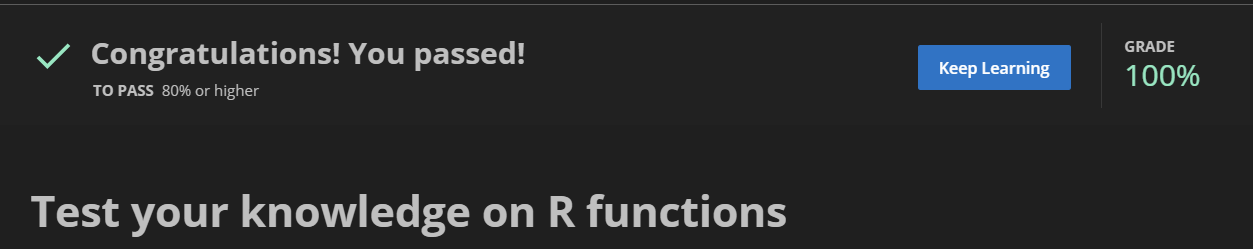 Congratulations! You passed!
TO PASS 80% or higher
Keep Learning
GRADE
100%
Test your knowledge on R functions